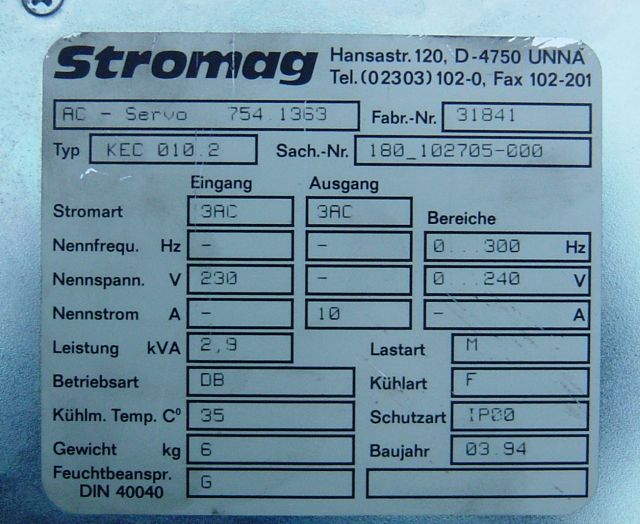 Stromag Hansastr. 120, D-4750 UNNA
Tel. (02303) 102-0, Fax 102-201
AC - Servo 754.1363 Fabr.-Nr. 31841
Typ KEC 010.2 Sach.-Nr. 180_102705-000
Eingang Ausgang
Stromart 3AC 3AC Bereiche
Nennfrequ. Hz - - 0...300 Hz
Nennspann. V 230 - 0...240 V
Nennstrom A - 10 - A
Leistung kVA 2,9 Lastart M
Betriebsart DB Kühlart F
Kühlm. Temp. C° 35 Schutzart IP00
Gewicht kg 6 Baujahr 03.94
Feuchtbeanspr. G
DIN 40040